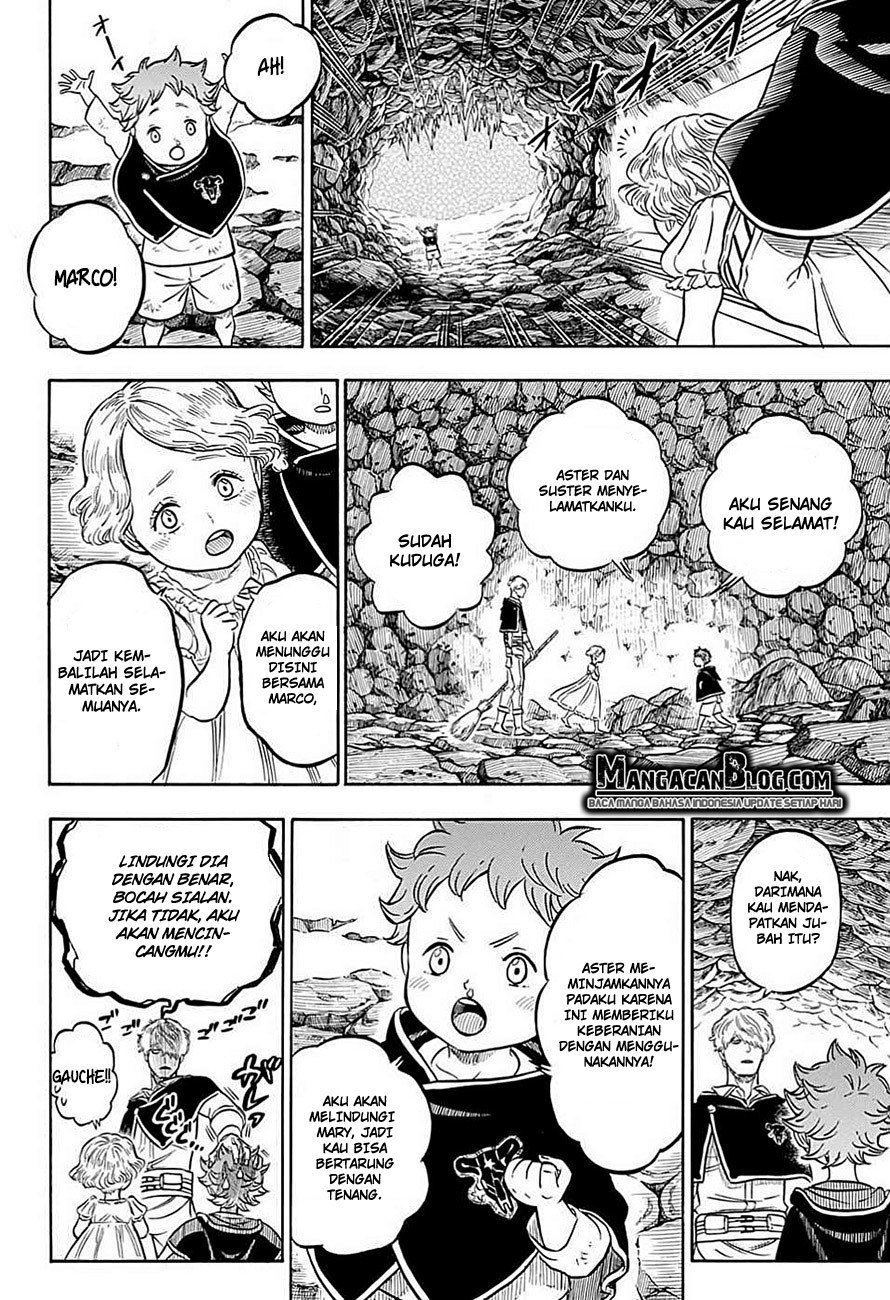 AH!
MARCO!
AKU SENANG
KAU SELAMAT!
ASTER DAN
SUSTER MENYE-
LAMATKANKU.
SUDAH
KUDUGA!
AKU AKAN
MENUNGGU
DISINI
BERSAMA
MARCO,
JADI KEM-
BALILAH SELA-
MATKAN SE-
MUANYA.
MANGACANBLOG.COM
BACA MANGA BAHASA INDONESIA UPDATE SETIAP HARI
NAK,
DARIMANA
KAU MENDA-
PATKAN JU-
BAH ITU?
ASTER ME-
MINJAMKANNYA
PADAKU KARENA
INI MEMBERIKU
KEBERANIAN
DENGAN MENGGU-
NAKANNYA!
AKU AKAN
MELINDUNGI
MARY, JADI
KAU BISA
BERTARUNG
DENGAN
TENANG.
LINDUNGI DIA
DENGAN BENAR,
BOCAH SIALAN.
JIKA TIDAK, AKU
AKAN MENCIN-
CANGMU!!
GAUCHE!!